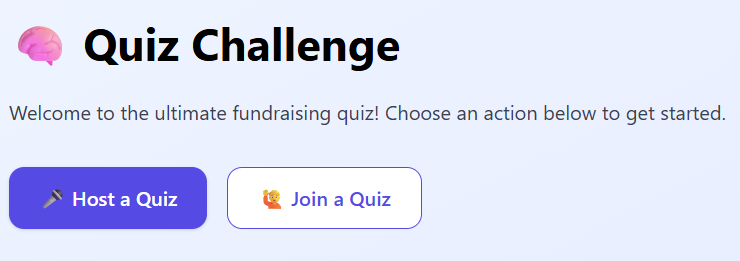 Quiz Challenge
Welcome to the ultimate fundraising quiz! Choose an action below to get started.
Host a Quiz
Join a Quiz